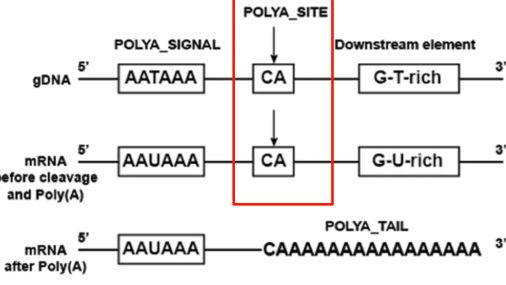 POLYA_SITE
POLYA_SIGNAL
Downstream element
gDNA 5' AATAAA CA G-T-rich 3'
mRNA 5' AAUAAA CA G-U-rich 3'
before cleavage
and Poly(A)
POLYA_TAIL
mRNA 5' AAUAAA CAAAAAAAAAAAAAAAA 3'
after Poly(A)